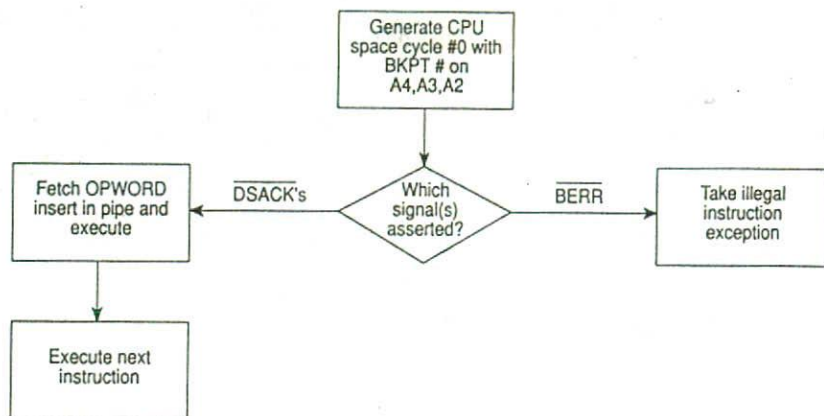 Generate CPU
space cycle #0 with
BKPT # on
A4,A3,A2
Fetch OPWORD
insert in pipe and
execute
DSACK's
Which
signal(s)
asserted?
BERR
Take illegal
instruction
exception
Execute next
instruction